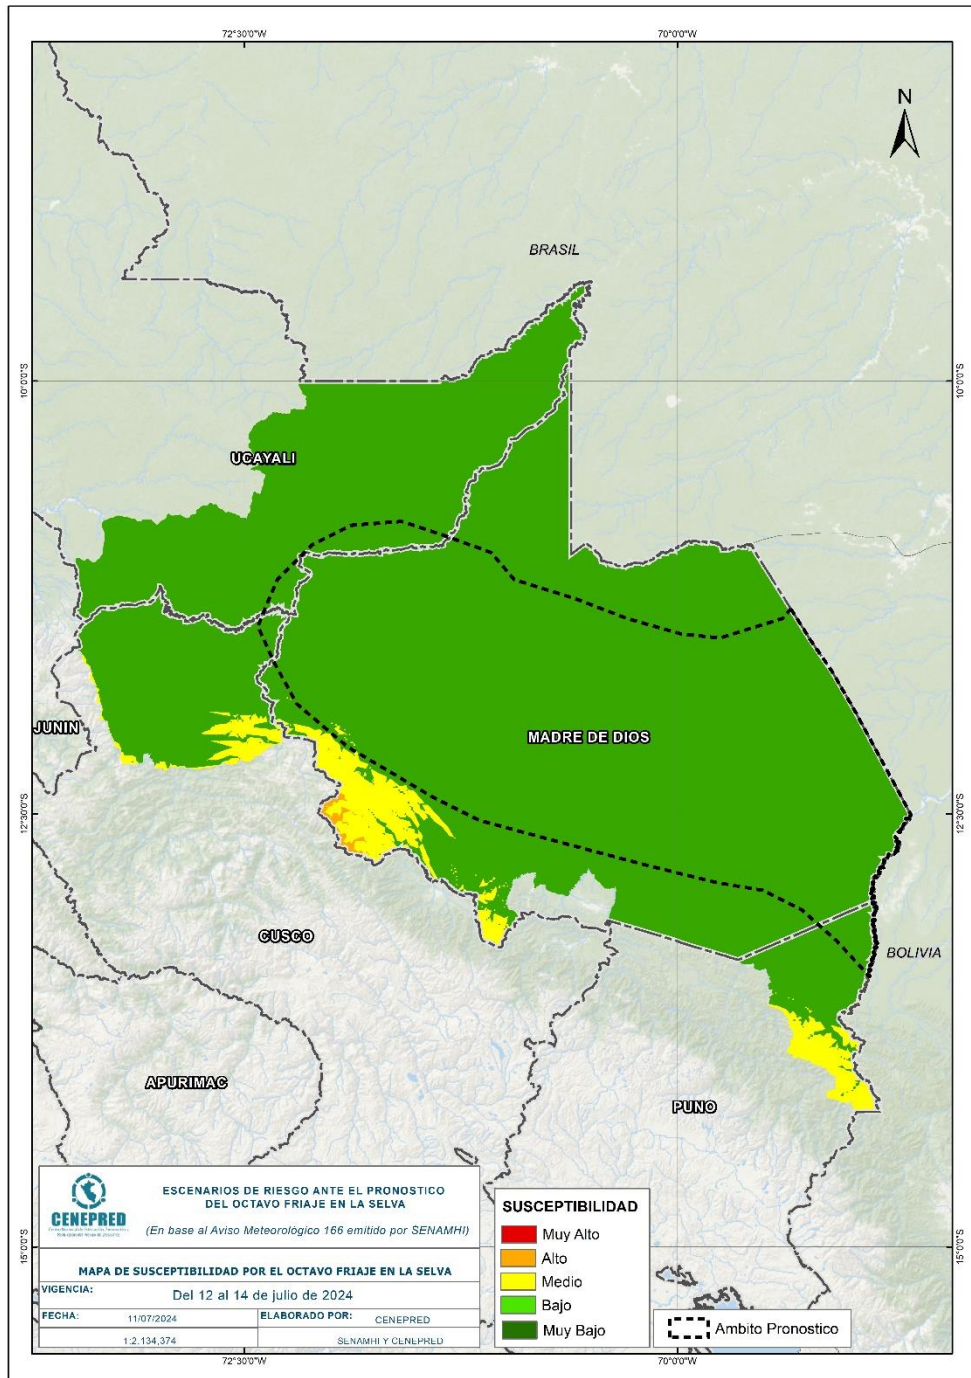 72°30'0"W
70°0'0"W
N
BRASIL
10°0'0"S
10°0'0"S
UCAYALI
JUNIN
MADRE DE DIOS
12°30'0"S
12°30'0"S
CUSCO
BOLIVIA
APURIMAC
PUNO
CENEPRED
ESCENARIOS DE RIESGO ANTE EL PRONOSTICO
DEL OCTAVO FRIAJE EN LA SELVA
(En base al Aviso Meteorológico 166 emitido por SENAMHI)
MAPA DE SUSCEPTIBILIDAD POR EL OCTAVO FRIAJE EN LA SELVA
VIGENCIA:
Del 12 al 14 de julio de 2024
FECHA:
11/07/2024
ELABORADO POR:
CENEPRED
1:2.134,374
SENAMHI Y CENEPRED
SUSCEPTIBILIDAD
Muy Alto
Alto
Medio
Bajo
Muy Bajo
Ambito Pronostico
15°0'0"S
15°0'0"S
72°30'0"W
70°0'0"W